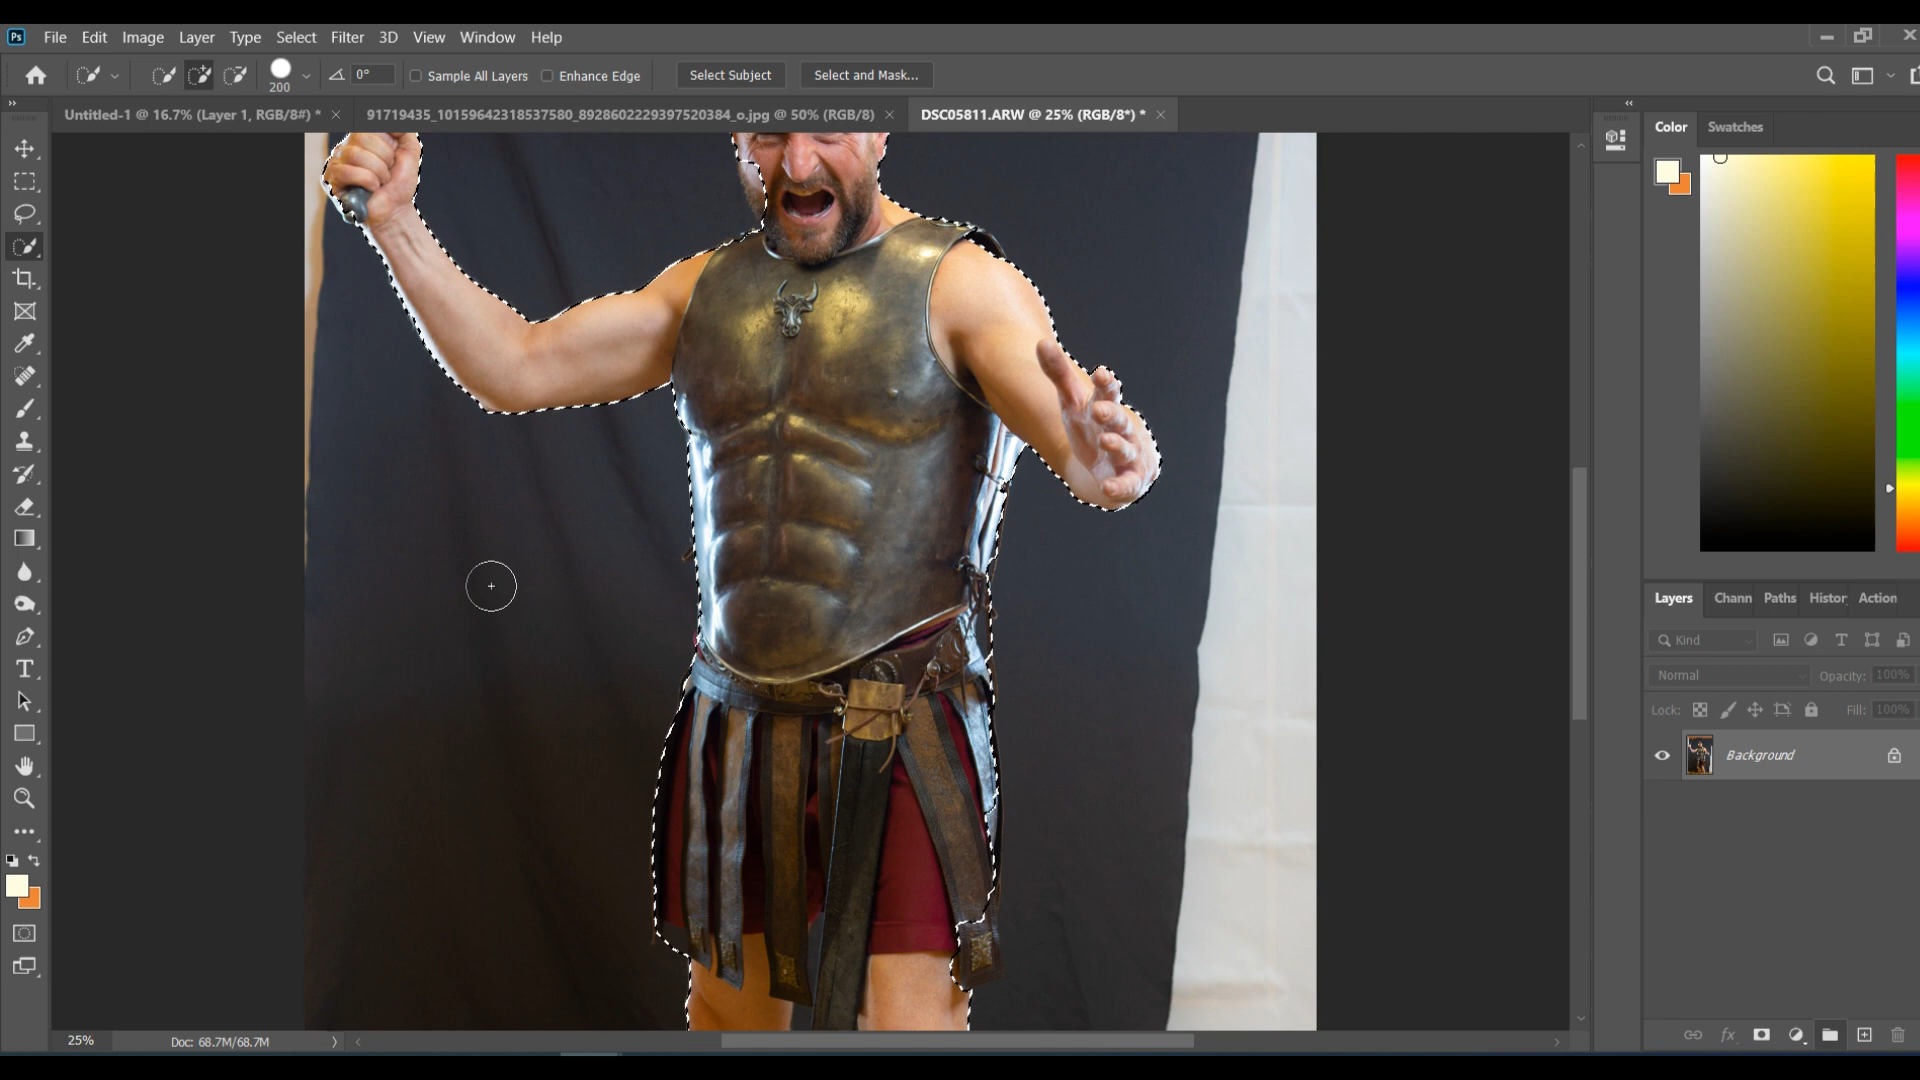 Ps File Edit Image Layer Type Select Filter 3D View Window Help
200 0° Sample All Layers Enhance Edge Select Subject Select and Mask...
Untitled-1 @ 16.7% (Layer 1, RGB/8#) * 91719435_10159642318537580_8928602229397520384_o.jpg @ 50% (RGB/8) DSC05811.ARW @ 25% (RGB/8*) *
Color Swatches
Layers Chann Paths Histor Action
Kind
Normal Opacity: 100%
Lock: Fill: 100%
Background
fx
25% Doc: 68.7M/68.7M